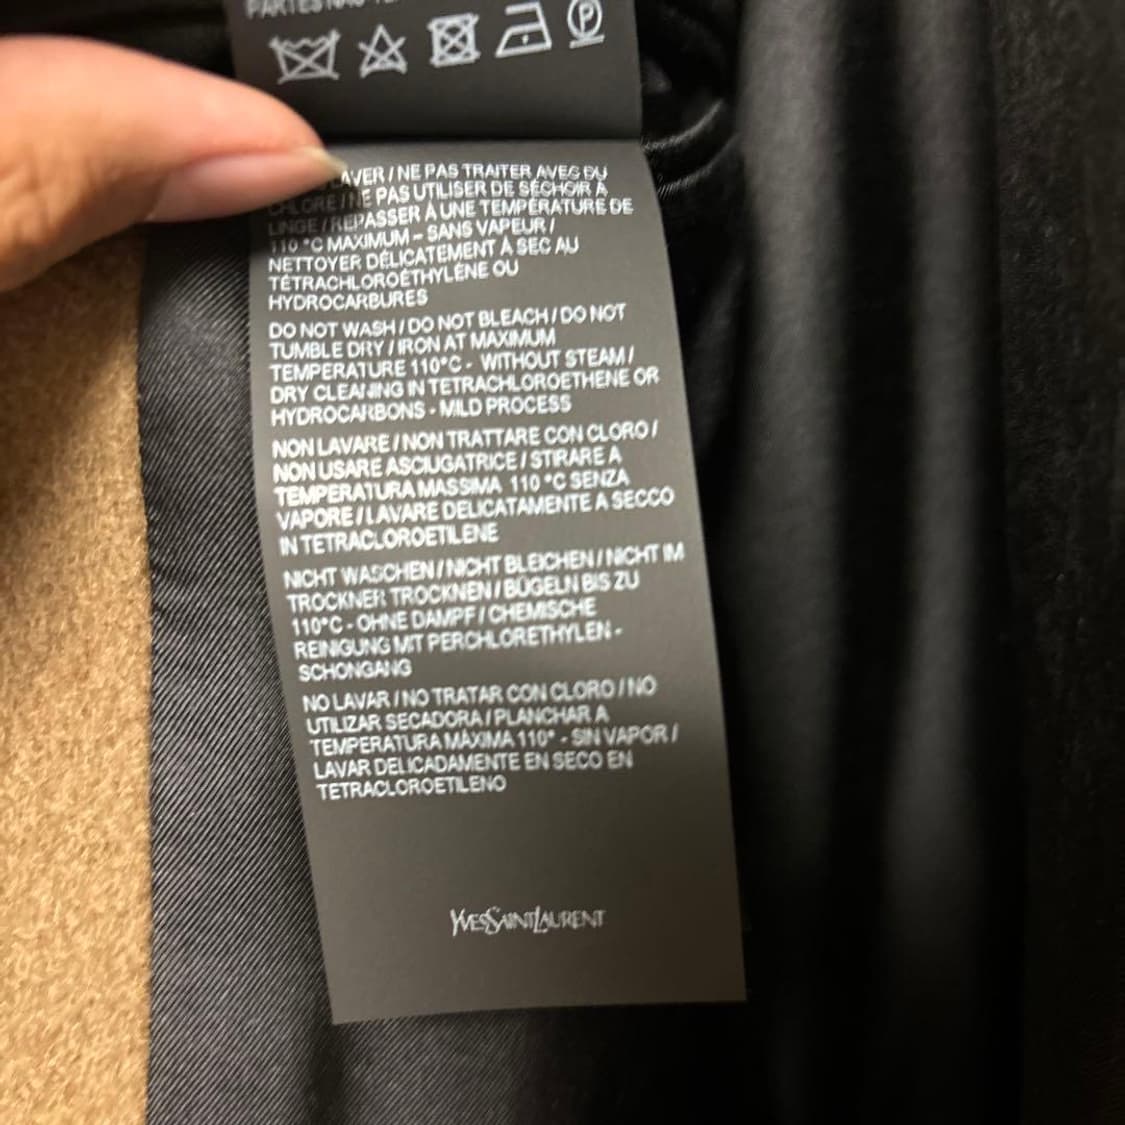 LAVER / NE PAS TRAITER AVEC DU
CALORE / NE PAS UTILISER DE SÉCHOIR À
LINGE / REPASSER À UNE TEMPÉRATURE DE
110 °C MAXIMUM - SANS VAPEUR /
NETTOYER DÉLICATEMENT À SEC AU
TÉTRACHLOROÉTHYLÈNE OU
HYDROCARBURES
DO NOT WASH / DO NOT BLEACH / DO NOT
TUMBLE DRY / IRON AT MAXIMUM
TEMPERATURE 110°C - WITHOUT STEAM /
DRY CLEANING IN TETRACHLOROETHENE OR
HYDROCARBONS - MILD PROCESS
NON LAVARE / NON TRATTARE CON CLORO /
NON USARE ASCIUGATRICE / STIRARE A
TEMPERATURA MASSIMA 110 °C SENZA
VAPORE / LAVARE DELICATAMENTE A SECCO
IN TETRACLOROETILENE
NICHT WASCHEN / NICHT BLEICHEN / NICHT IM
TROCKNER TROCKNEN / BÜGELN BIS ZU
110°C - OHNE DAMPF / CHEMISCHE
REINIGUNG MIT PERCHLORETHYLEN -
SCHONGANG
NO LAVAR / NO TRATAR CON CLORO / NO
UTILIZAR SECADORA / PLANCHAR A
TEMPERATURA MÁXIMA 110° - SIN VAPOR /
LAVAR DELICADAMENTE EN SECO EN
TETRACLOROETILENO
YVESSAINTLAURENT